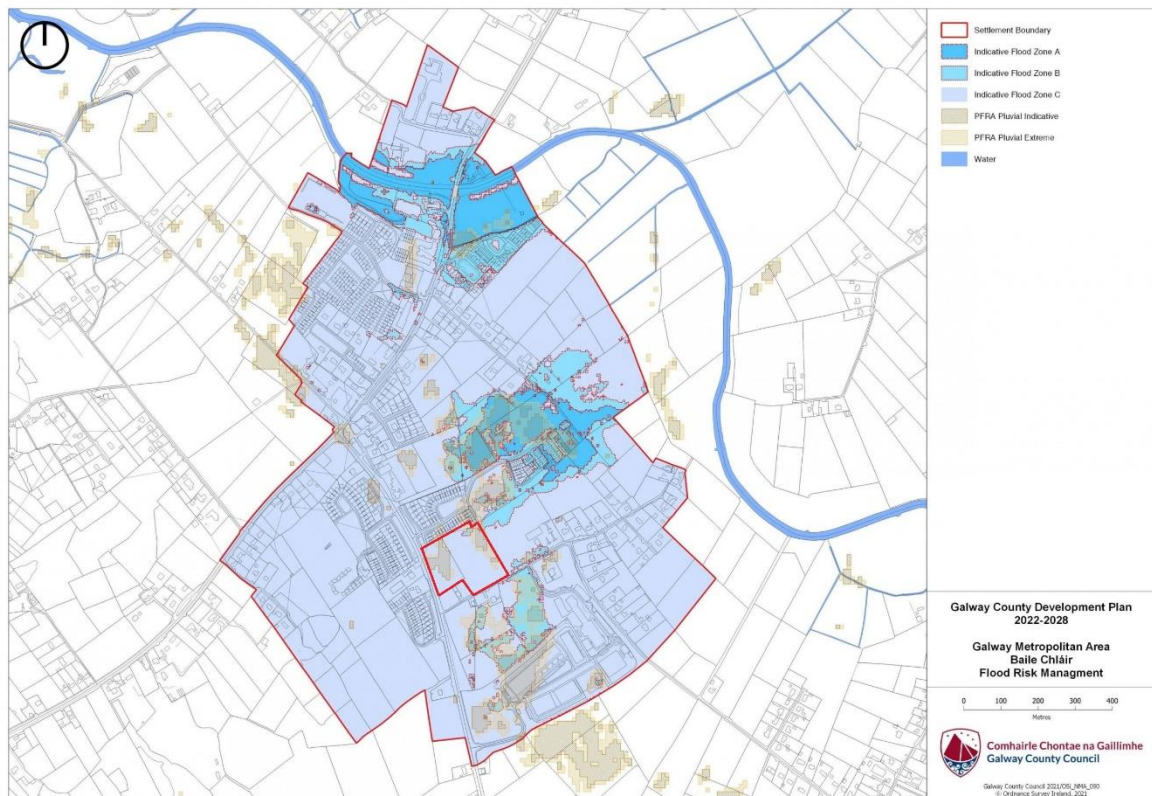 Settlement Boundary
Indicative Flood Zone A
Indicative Flood Zone B
Indicative Flood Zone C
PFRA Pluvial Indicative
PFRA Pluvial Extreme
Water
Galway County Development Plan
2022-2028
Galway Metropolitan Area
Baile Chláir
Flood Risk Managment
0 100 200 300 400
Metres
Comhairle Chontae na Gaillimhe
Galway County Council
Galway County Council 2021/OSi_NMA_090
© Ordnance Survey Ireland, 2021